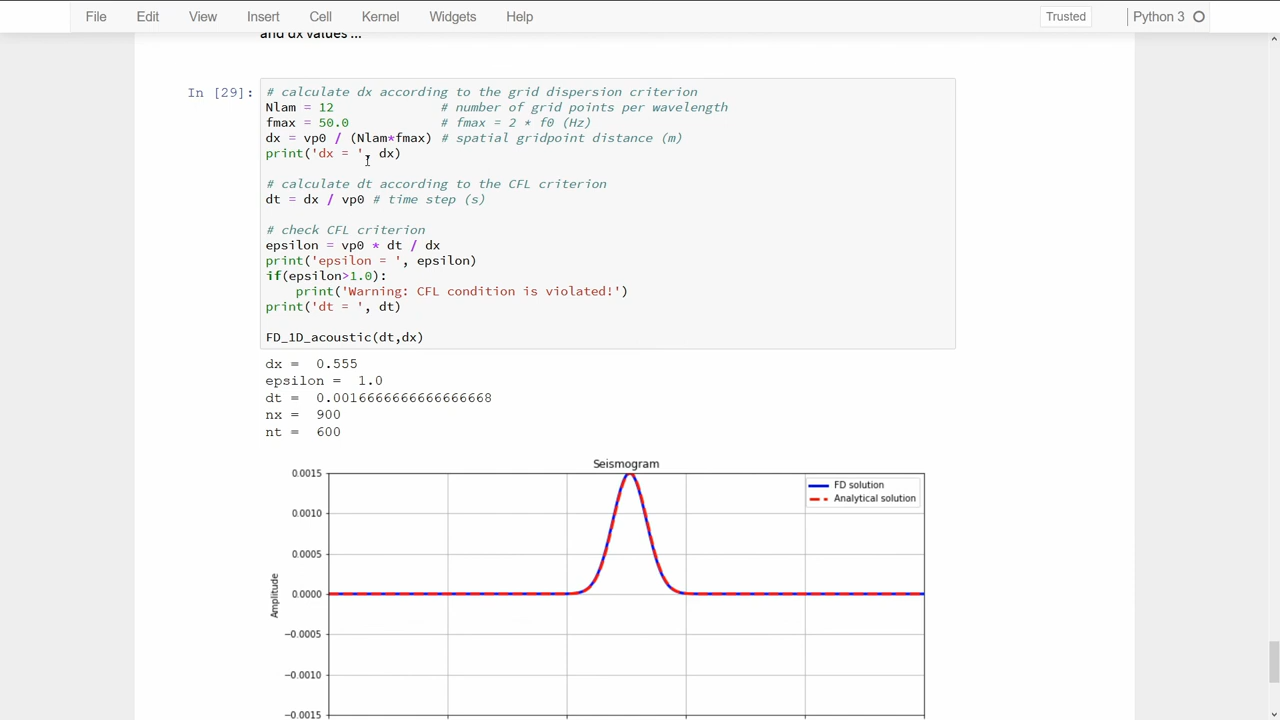 File Edit View Insert Cell Kernel Widgets Help Trusted Python 3
and dx values ...
In [29]:
# calculate dx according to the grid dispersion criterion
Nlam = 12 # number of grid points per wavelength
fmax = 50.0 # fmax = 2 * f0 (Hz)
dx = vp0 / (Nlam*fmax) # spatial gridpoint distance (m)
print('dx = ', dx)
# calculate dt according to the CFL criterion
dt = dx / vp0 # time step (s)
# check CFL criterion
epsilon = vp0 * dt / dx
print('epsilon = ', epsilon)
if(epsilon>1.0):
print('Warning: CFL condition is violated!')
print('dt = ', dt)
FD_1D_acoustic(dt,dx)
dx = 0.555
epsilon = 1.0
dt = 0.0016666666666666668
nx = 900
nt = 600
Seismogram
0.0015
FD solution
Analytical solution
0.0010
0.0005
0.0000
Amplitude
−0.0005
−0.0010
−0.0015